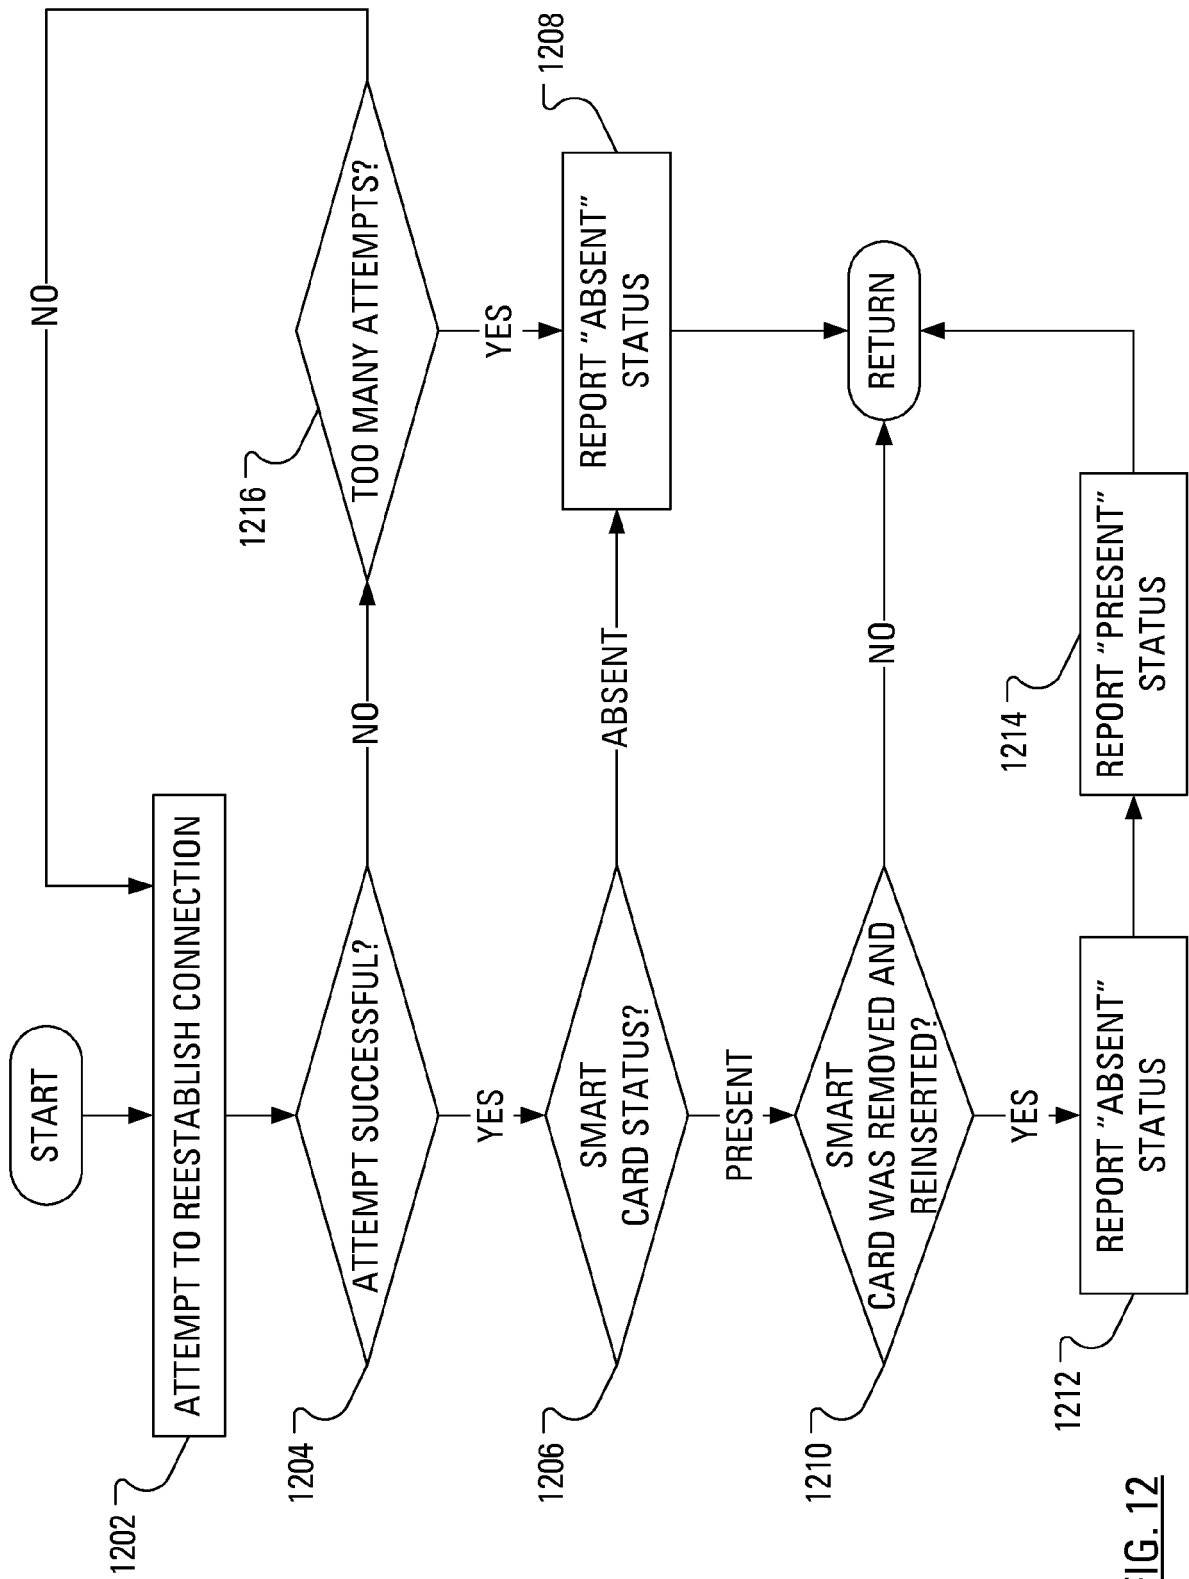 START
1202
ATTEMPT TO REESTABLISH CONNECTION
NO
1204
ATTEMPT SUCCESSFUL?
NO
1216
TOO MANY ATTEMPTS?
YES
YES
1206
SMART
CARD STATUS?
ABSENT
1208
REPORT "ABSENT"
STATUS
PRESENT
1210
SMART
CARD WAS REMOVED AND
REINSERTED?
NO
RETURN
YES
1212
REPORT "ABSENT"
STATUS
1214
REPORT "PRESENT"
STATUS
FIG. 12